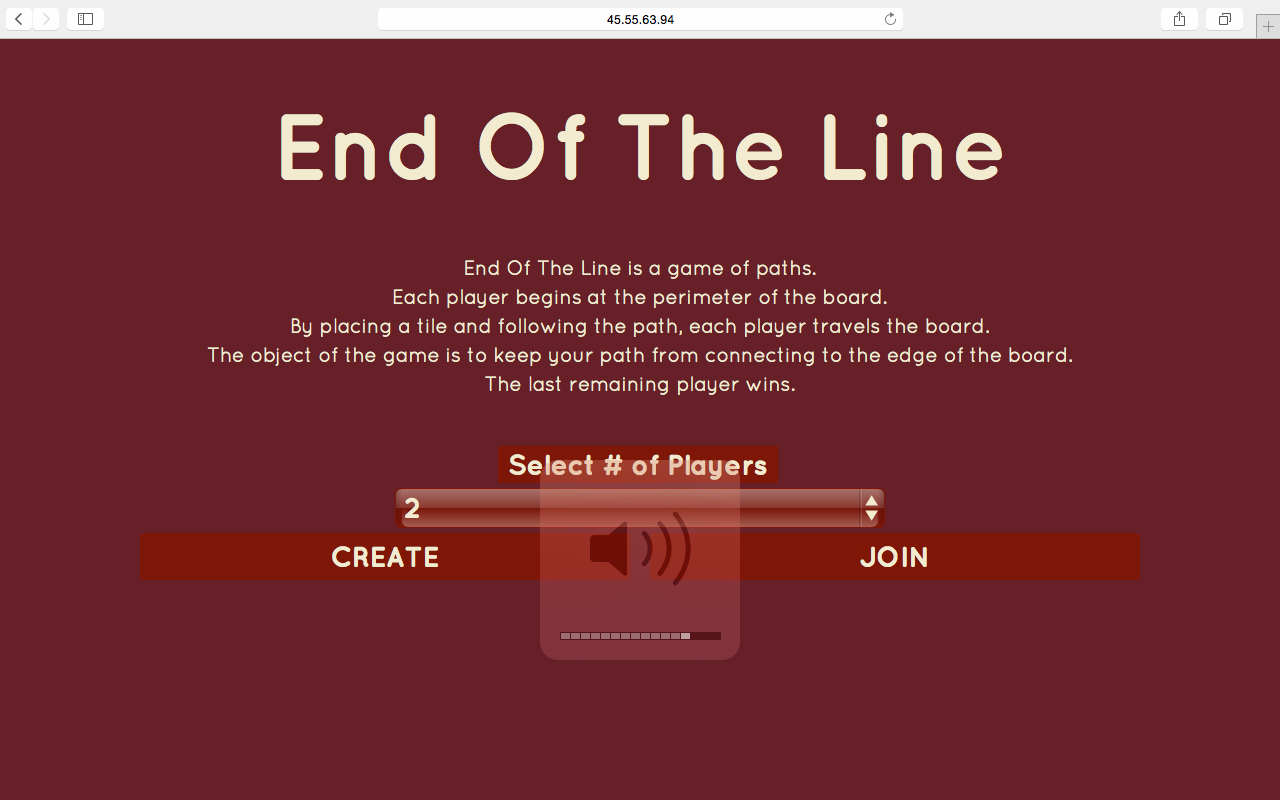 45.55.63.94
End Of The Line
End Of The Line is a game of paths.
Each player begins at the perimeter of the board.
By placing a tile and following the path, each player travels the board.
The object of the game is to keep your path from connecting to the edge of the board.
The last remaining player wins.
Select # of Players
2
CREATE JOIN